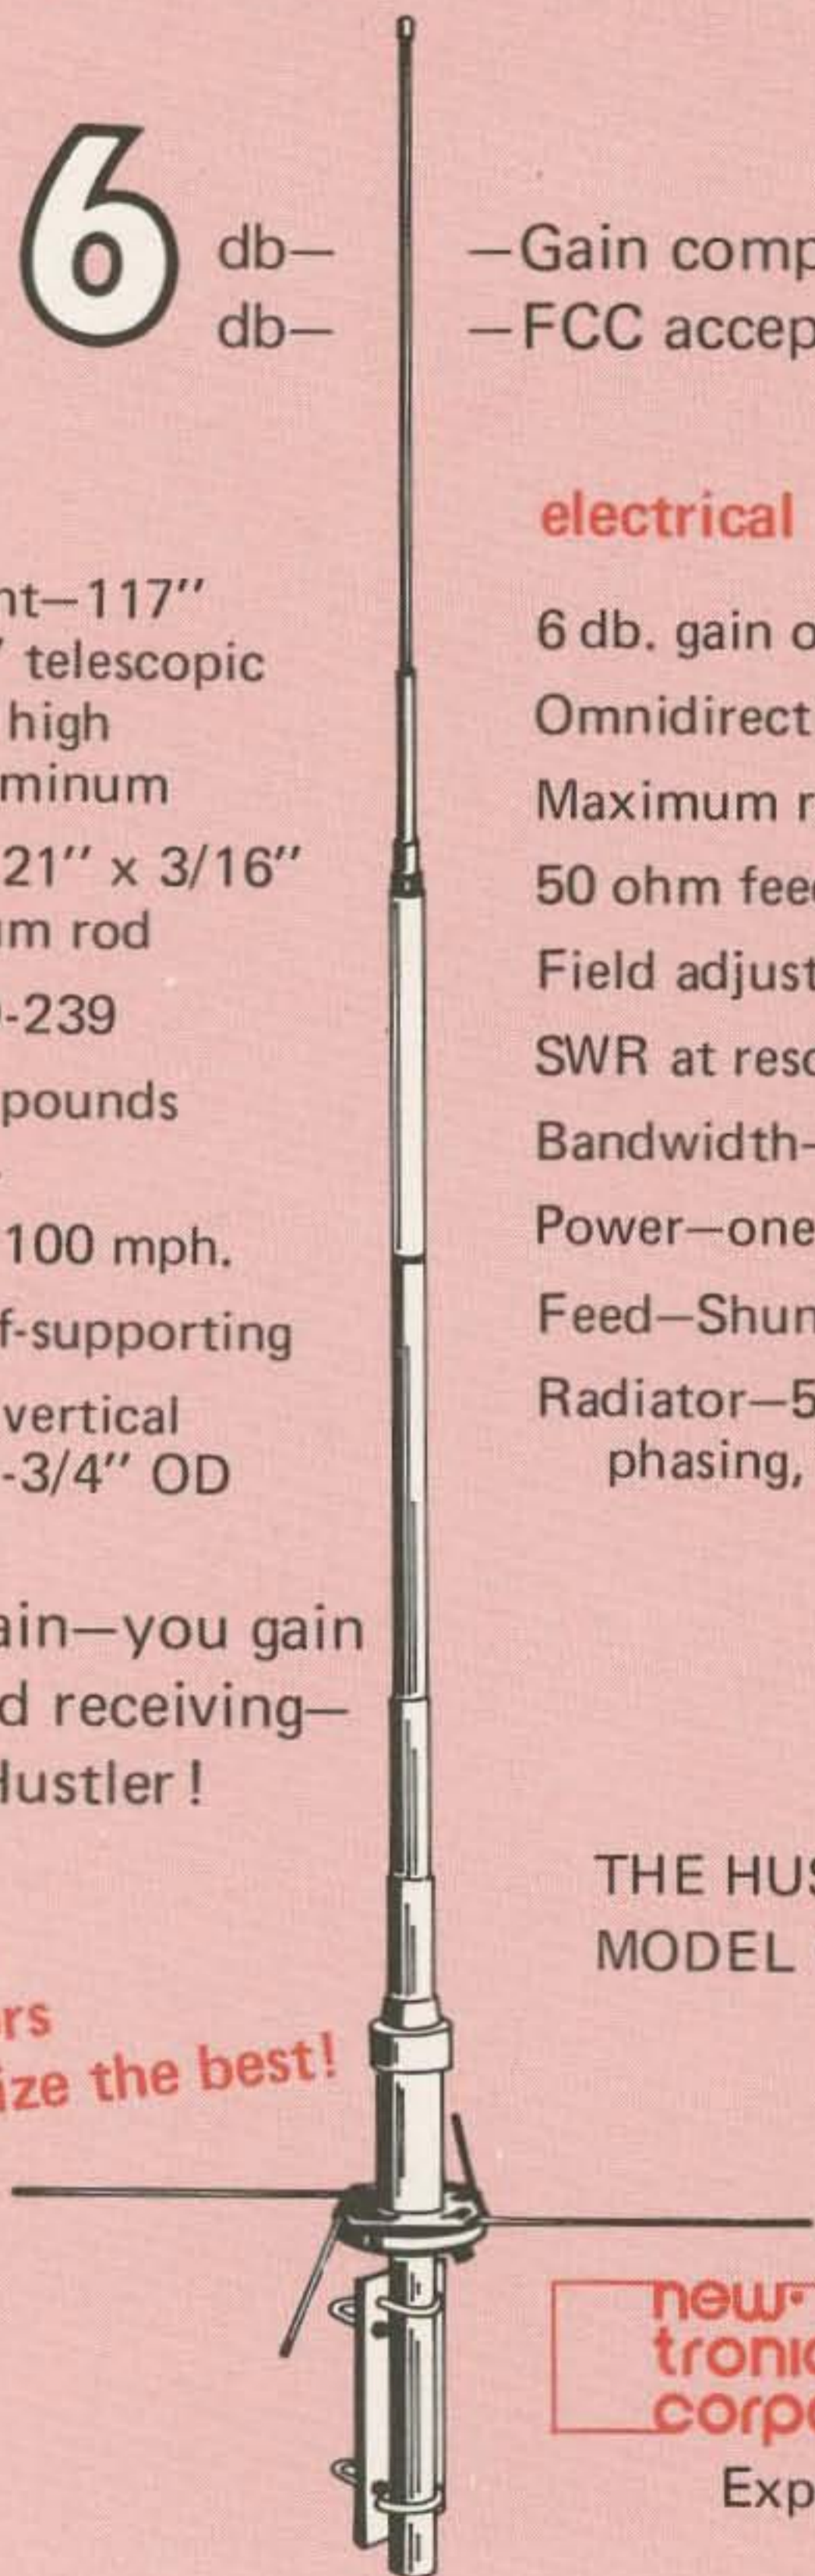 6
db— —Gain comp
db— —FCC accep
nt—117"
" telescopic
high
minum
21" x 3/16"
um rod
-239
pounds
100 mph.
f-supporting
vertical
-3/4" OD
ain—you gain
d receiving—
Hustler!
rs
ize the best!
electrical
6 db. gain o
Omnidirect
Maximum r
50 ohm fee
Field adjust
SWR at reso
Bandwidth-
Power—one
Feed—Shun
Radiator—5
phasing,
THE HUS
MODEL
new-
tronic
corpo
Exp